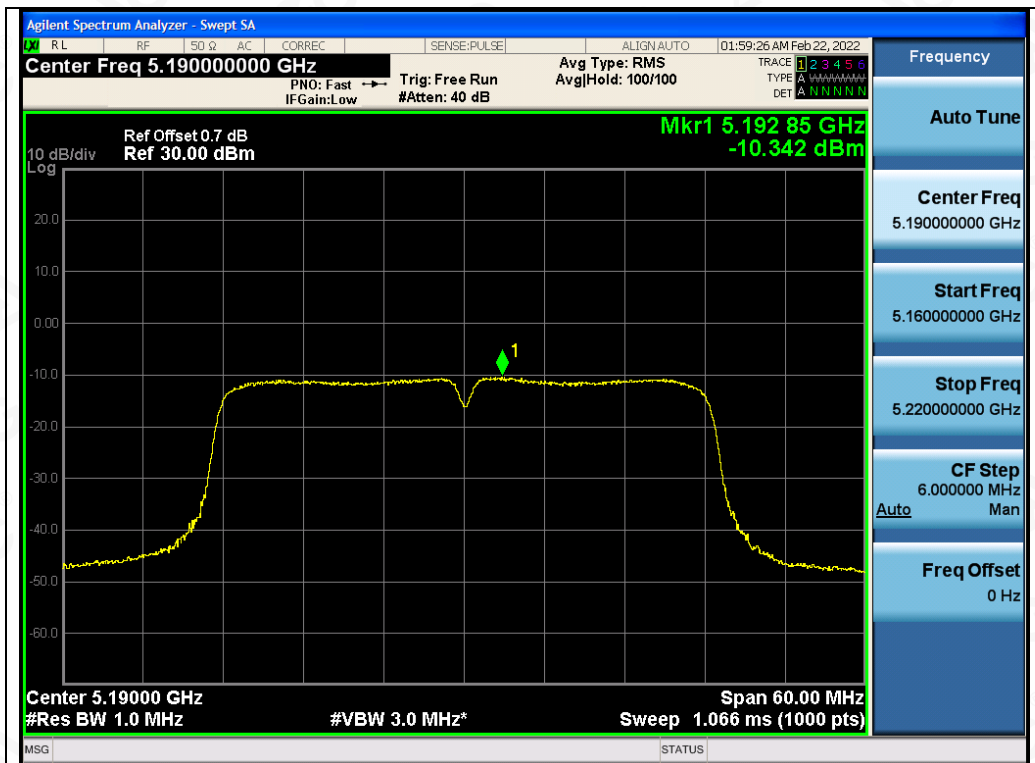 Agilent Spectrum Analyzer - Swept SA
LXI RL RF 50 Ω AC CORREC SENSE:PULSE ALIGN AUTO 01:59:26 AM Feb 22, 2022
Center Freq 5.190000000 GHz
PNO: Fast
IFGain:Low
Trig: Free Run
#Atten: 40 dB
Avg Type: RMS
Avg|Hold: 100/100
TRACE 1 2 3 4 5 6
TYPE A WWWWW
DET A N N N N N
Mkr1 5.192 85 GHz
-10.342 dBm
Ref Offset 0.7 dB
10 dB/div Ref 30.00 dBm
Log
1
20.0
10.0
0.00
-10.0
-20.0
-30.0
-40.0
-50.0
-60.0
Center 5.19000 GHz Span 60.00 MHz
#Res BW 1.0 MHz #VBW 3.0 MHz* Sweep 1.066 ms (1000 pts)
MSG STATUS
Frequency
Auto Tune
Center Freq
5.190000000 GHz
Start Freq
5.160000000 GHz
Stop Freq
5.220000000 GHz
CF Step
6.000000 MHz
Auto Man
Freq Offset
0 Hz